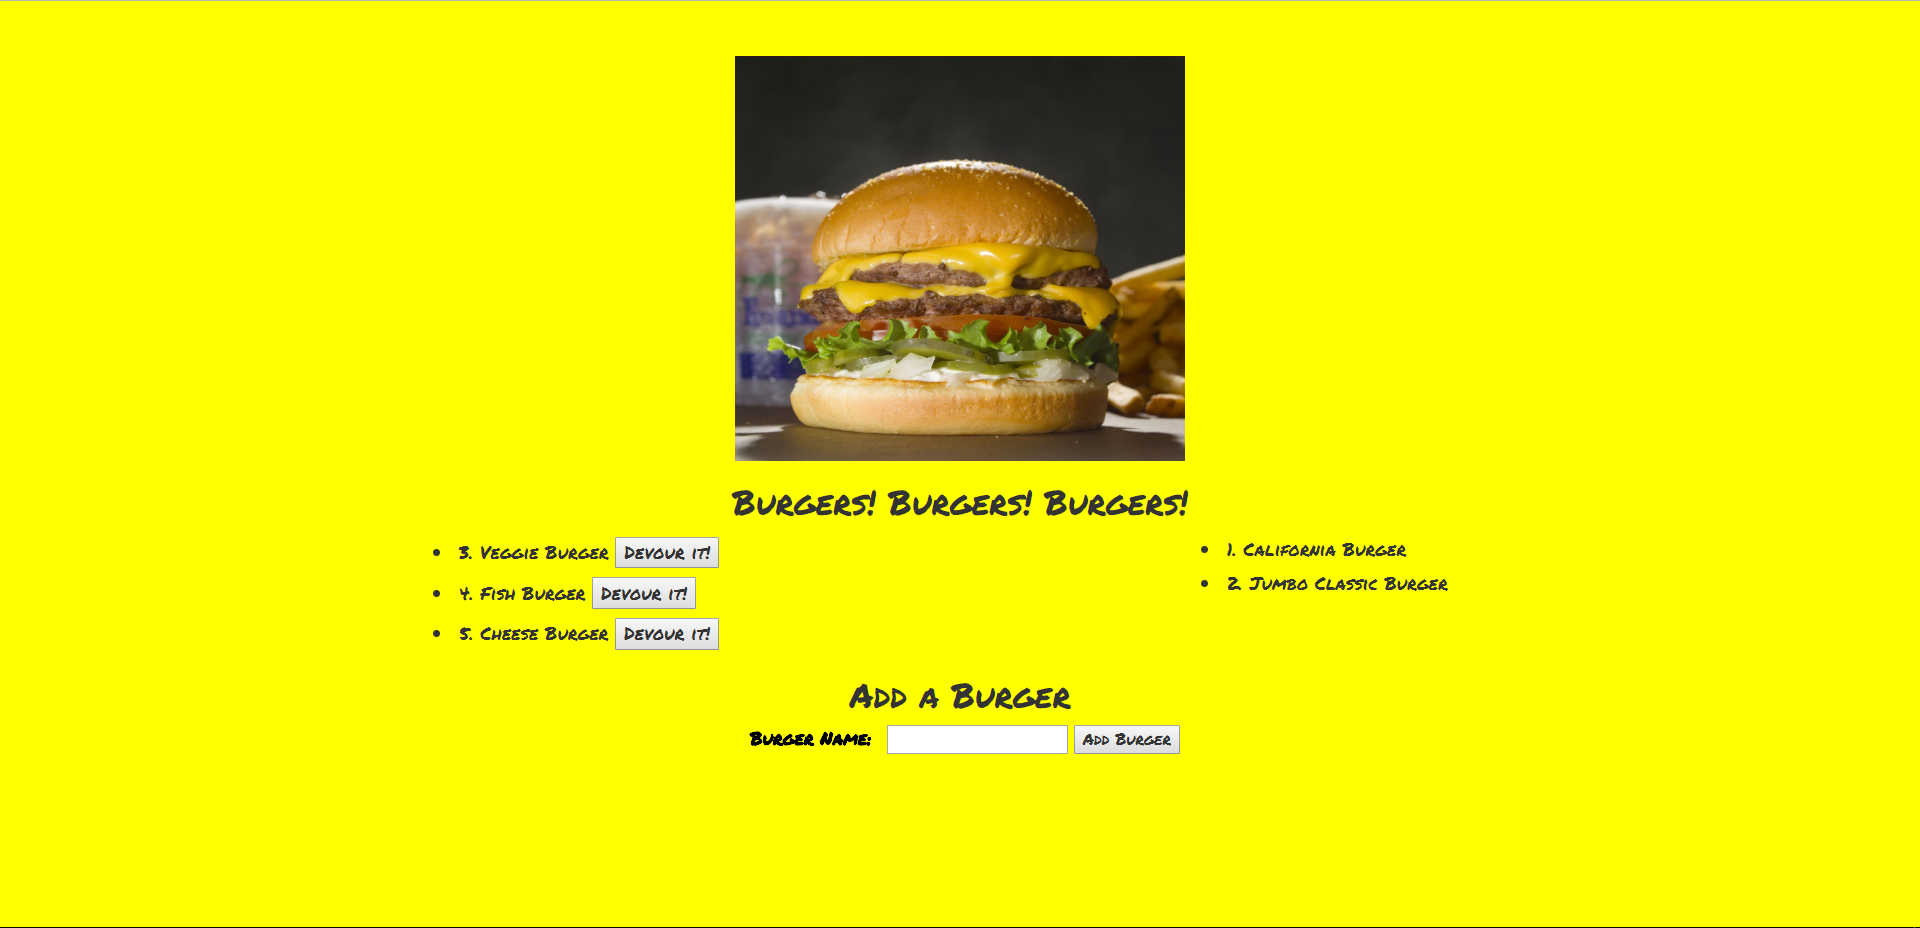 Burgers! Burgers! Burgers!
3. Veggie Burger Devour it!
4. Fish Burger Devour it!
5. Cheese Burger Devour it!
1. California Burger
2. Jumbo Classic Burger
Add a Burger
Burger Name: Add Burger